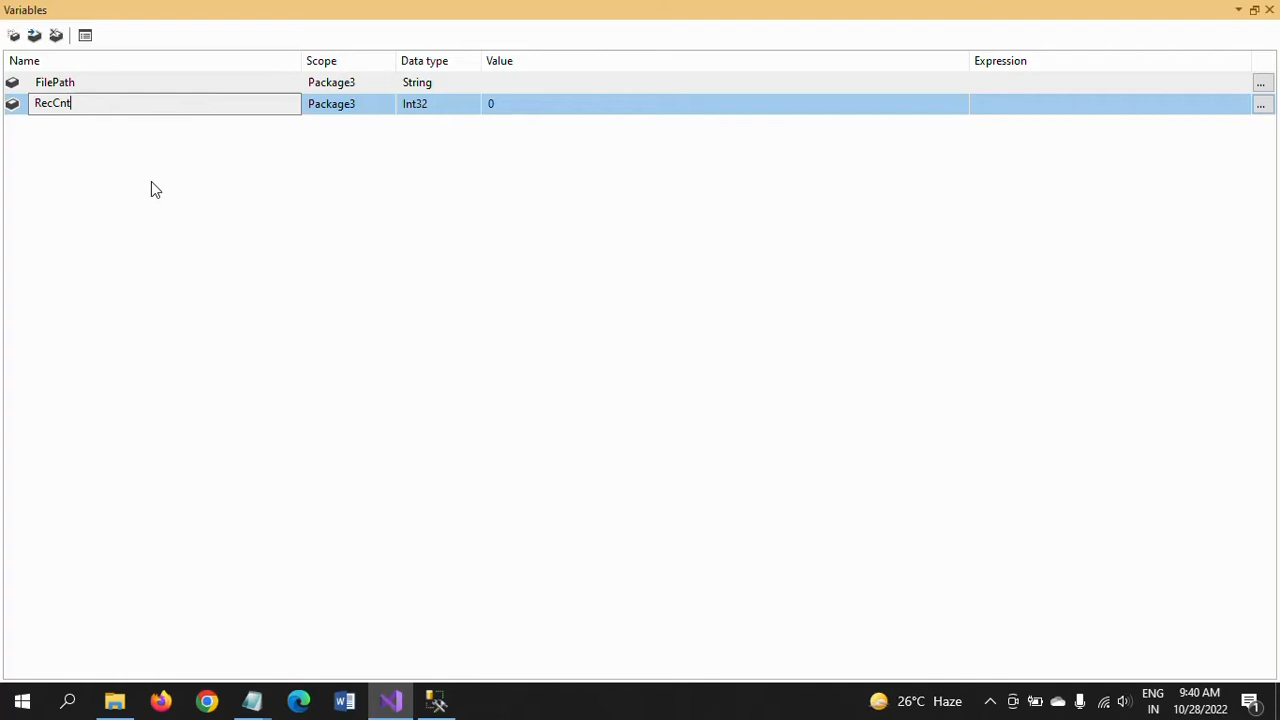 Variables
Name Scope Data type Value Expression
FilePath Package3 String ...
RecCnt Package3 Int32 0 ...
26°C Haze ENG 9:40 AM
IN 10/28/2022 1